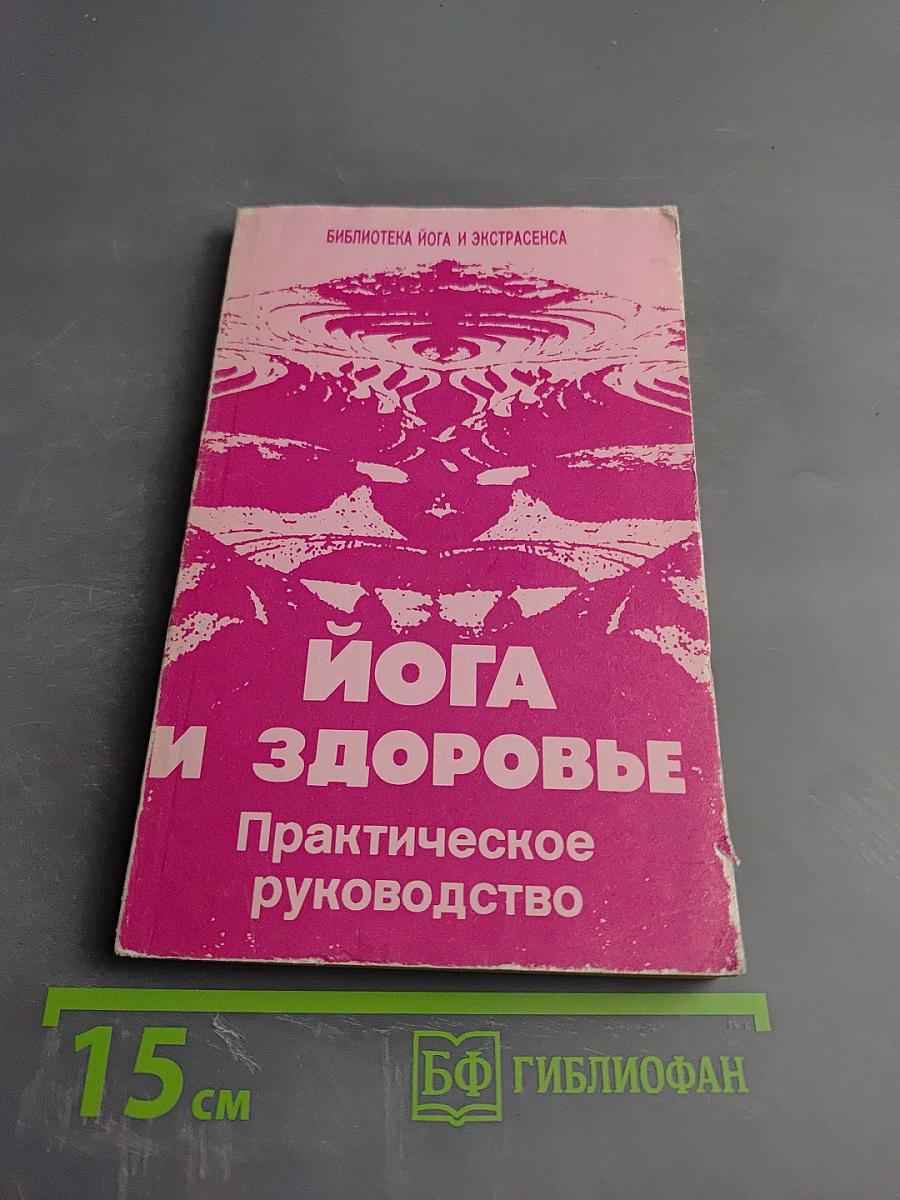 БИБЛИОТЕКА ЙОГА И ЭКСТРАСЕНСА
ЙОГА
И ЗДОРОВЬЕ
Практическое
руководство
15 см
БФ ГИБЛИОФАН